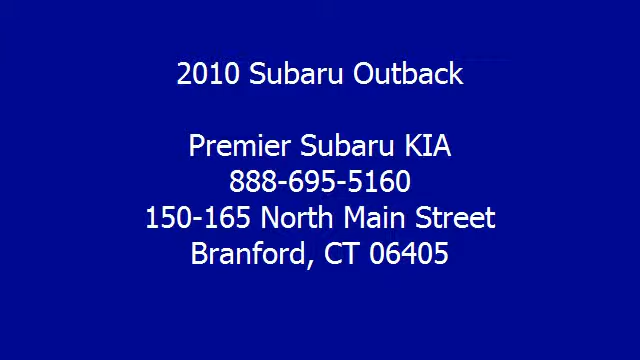 2010 Subaru Outback
Premier Subaru KIA
888-695-5160
150-165 North Main Street
Branford, CT 06405